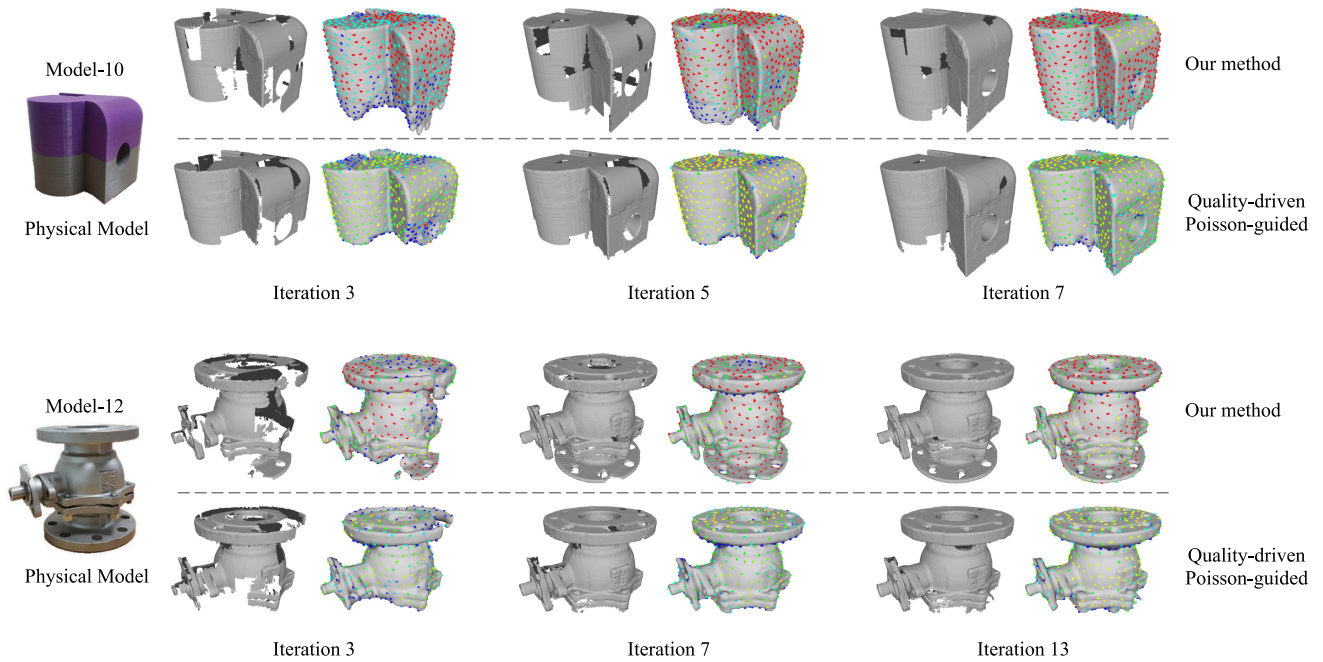 Model-10
Our method
Physical Model
Quality-driven
Poisson-guided
Iteration 3
Iteration 5
Iteration 7
Model-12
Our method
Physical Model
Quality-driven
Poisson-guided
Iteration 3
Iteration 7
Iteration 13